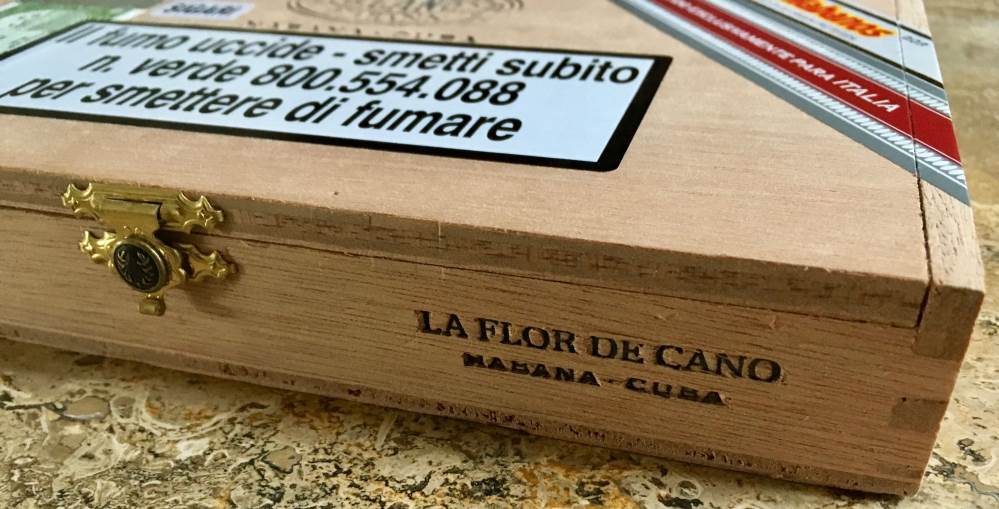 Il fumo uccide - smetti subito
n. verde 800.554.088
per smettere di fumare
EXCLUSIVAMENTE PARA ITALIA
LA FLOR DE CANO
HABANA - CUBA